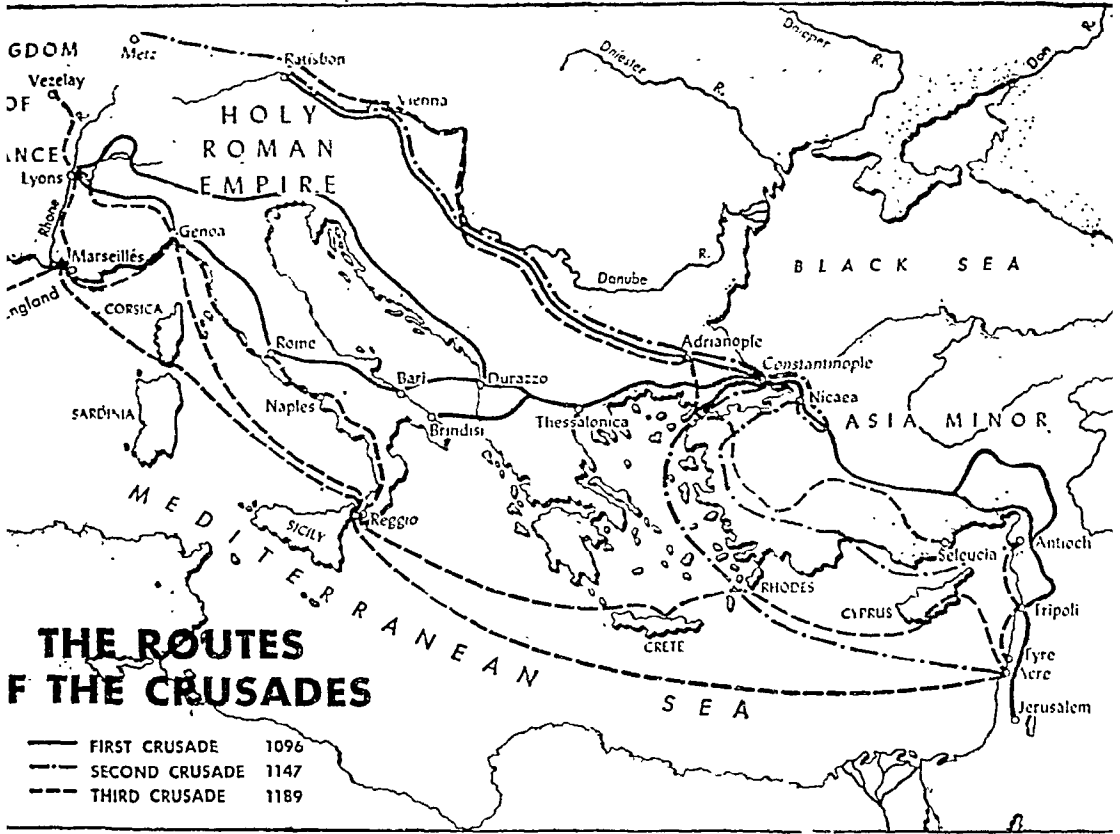 GDOM
Metz
Ratisbon
Dnieper
R.
Dniester
R.
Don
R.
Vezelay
OF
Vienna
HOLY
ROMAN
EMPIRE
R.
ANCE
Lyons
Rhone
Genoa
Marseillés
ngland
CORSICA
Danube
R.
BLACK SEA
Rome
Adrianople
Constantinople
Bari
Durazzo
Nicaea
SARDINIA
Naples
Brindisi
Thessalonica
ASIA MINOR
MEDITERRANEAN SEA
SICILY
Reggio
Seleucia
Antioch
RHODES
CYPRUS
Tripoli
CRETE
Tyre
Acre
Jerusalem
THE ROUTES
F THE CRUSADES
FIRST CRUSADE 1096
SECOND CRUSADE 1147
THIRD CRUSADE 1189